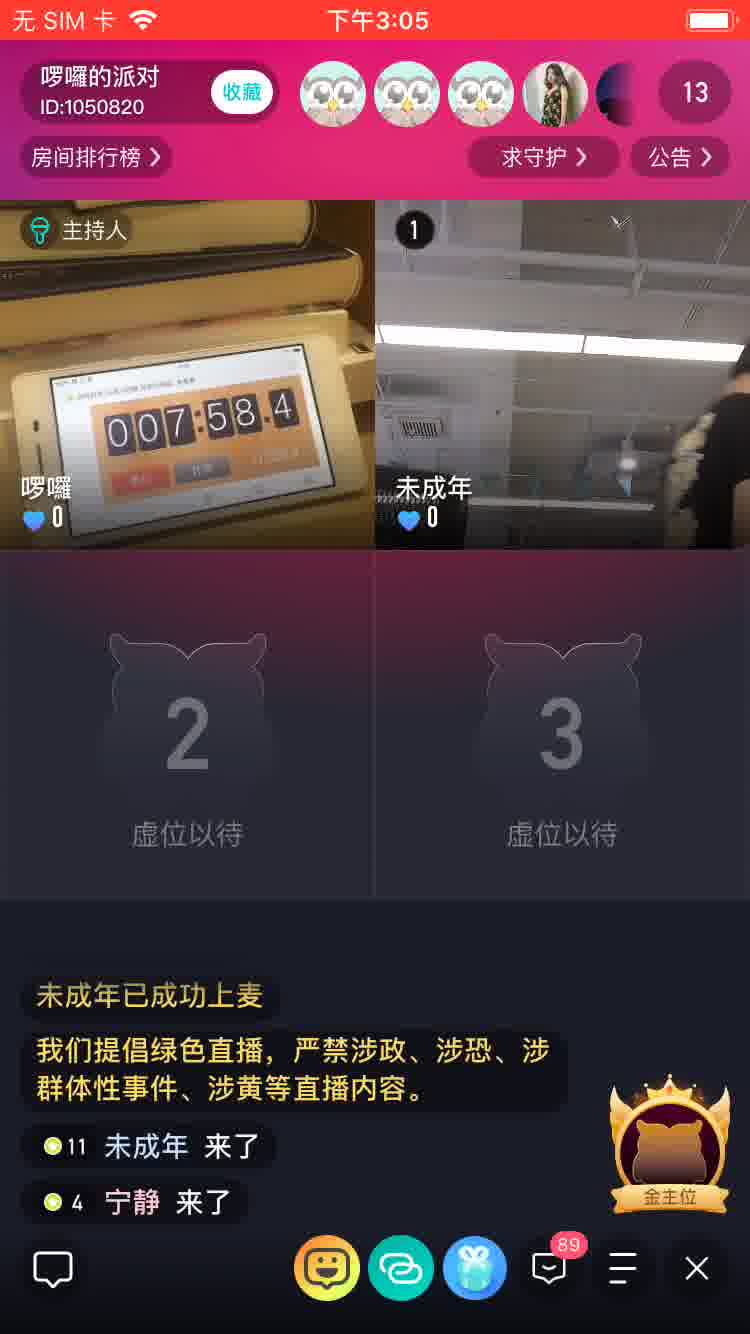 无 SIM 卡
下午3:05
啰囉的派对
ID:1050820
收藏
13
房间排行榜
求守护
公告
主持人
1
007:58.4
啰囉
0
未成年
0
2
3
虚位以待
虚位以待
未成年已成功上麦
我们提倡绿色直播，严禁涉政、涉恐、涉
群体性事件、涉黄等直播内容。
11 未成年 来了
4 宁静 来了
金主位
89